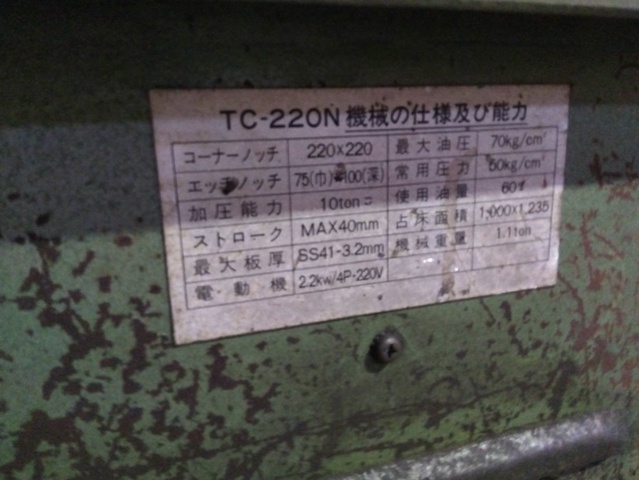 TC-220N 機械の仕様及び能力
コーナーノッチ 220×220 最大油圧 70kg/cm²
エッヂノッチ 75(巾) 100(深) 常用圧力 50kg/cm²
加圧能力 10ton 使用油量 60ℓ
ストローク MAX40mm 占床面積 1,000×1,235
最大板厚 SS41-3.2mm 機械重量 1.1ton
電動機 2.2kw/4P-220V